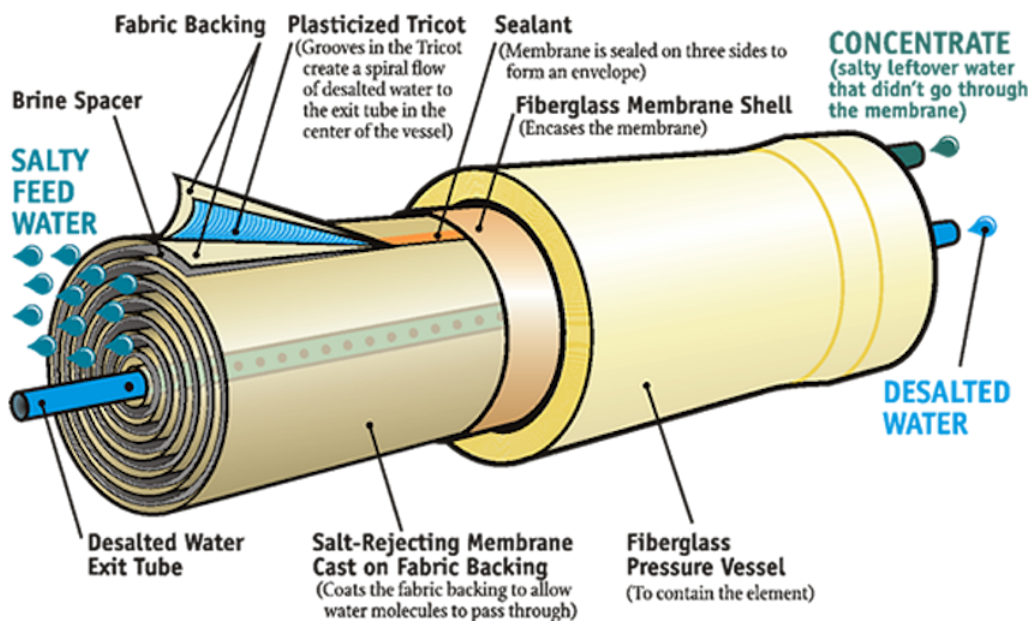 Fabric Backing
Plasticized Tricot
(Grooves in the Tricot
create a spiral flow
of desalted water to
the exit tube in the
center of the vessel)
Sealant
(Membrane is sealed on three sides to
form an envelope)
Fiberglass Membrane Shell
(Encases the membrane)
CONCENTRATE
(salty leftover water
that didn't go through
the membrane)
Brine Spacer
SALTY
FEED
WATER
DESALTED
WATER
Desalted Water
Exit Tube
Salt-Rejecting Membrane
Cast on Fabric Backing
(Coats the fabric backing to allow
water molecules to pass through)
Fiberglass
Pressure Vessel
(To contain the element)